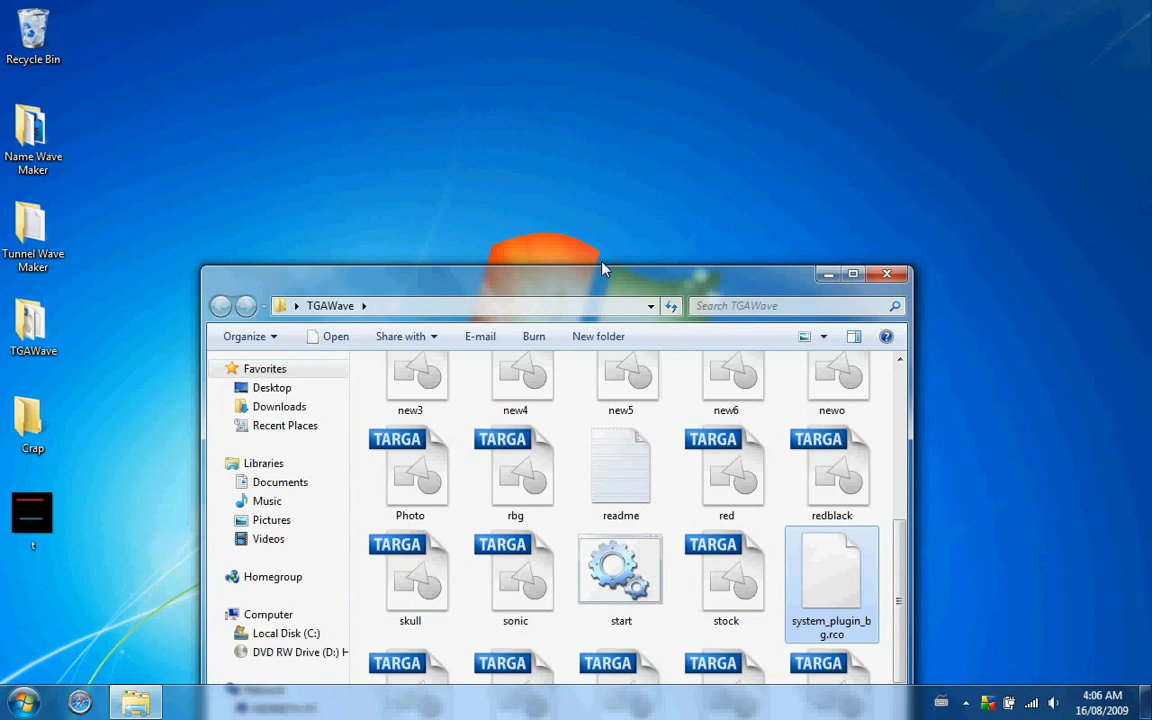 Recycle Bin
Name Wave
Maker
Tunnel Wave
Maker
TGAWave
Crap
t
TGAWave
Search TGAWave
Organize
Open
Share with
E-mail
Burn
New folder
Favorites
Desktop
Downloads
Recent Places
Libraries
Documents
Music
Pictures
Videos
Homegroup
Computer
Local Disk (C:)
DVD RW Drive (D:) H
new3
new4
new5
new6
newo
TARGA
TARGA
TARGA
TARGA
Photo
rbg
readme
red
redblack
TARGA
TARGA
TARGA
skull
sonic
start
stock
system_plugin_b
g.rco
TARGA
TARGA
TARGA
TARGA
TARGA
4:06 AM
16/08/2009